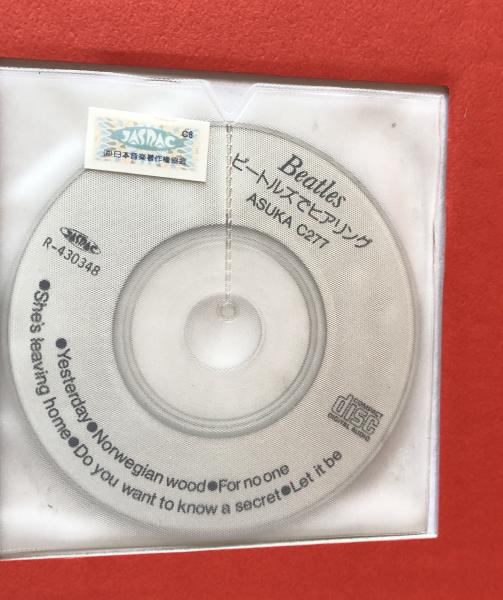 JASRAC C8
㈳日本音楽著作権協会
Beatles
ビートルズでヒアリング
ASUKA C277
JASRAC
R-430348
COMPACT
disc
DIGITAL AUDIO
●Yesterday●Norwegian wood●For no one
●She's leaving home●Do you want to know a secret●Let it be